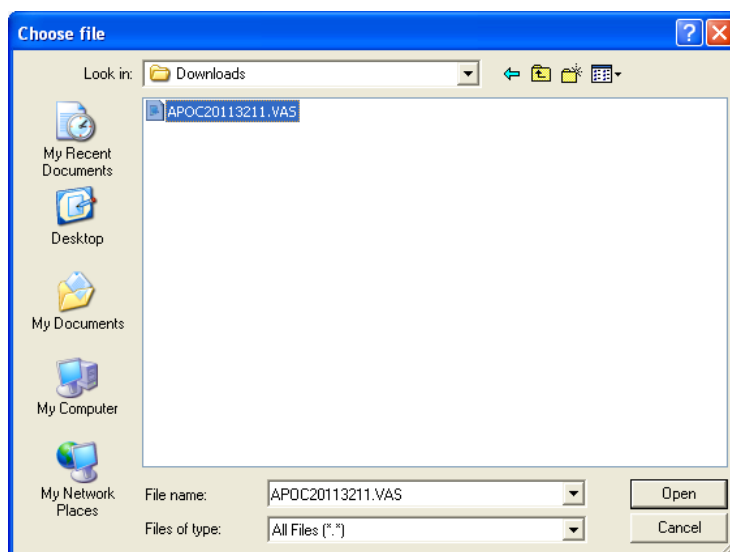 Choose file
Look in:
Downloads
APOC20113211.VAS
My Recent
Documents
Desktop
My Documents
My Computer
My Network
Places
File name:
APOC20113211.VAS
Open
Files of type:
All Files (*.*)
Cancel